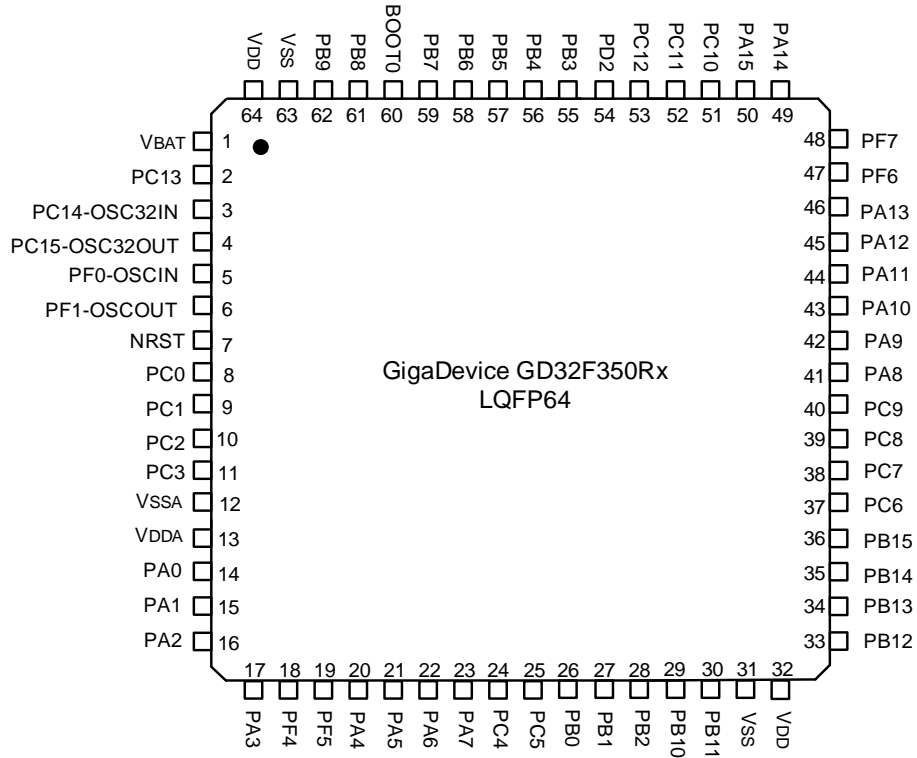 VDD VSS PB9 PB8 BOOT0 PB7 PB6 PB5 PB4 PB3 PD2 PC12 PC11 PC10 PA15 PA14
64 63 62 61 60 59 58 57 56 55 54 53 52 51 50 49
VBAT 1
PC13 2
PC14-OSC32IN 3
PC15-OSC32OUT 4
PF0-OSCIN 5
PF1-OSCOUT 6
NRST 7
PC0 8
PC1 9
PC2 10
PC3 11
VSSA 12
VDDA 13
PA0 14
PA1 15
PA2 16
GigaDevice GD32F350Rx
LQFP64
48 PF7
47 PF6
46 PA13
45 PA12
44 PA11
43 PA10
42 PA9
41 PA8
40 PC9
39 PC8
38 PC7
37 PC6
36 PB15
35 PB14
34 PB13
33 PB12
17 18 19 20 21 22 23 24 25 26 27 28 29 30 31 32
PA3 PF4 PF5 PA4 PA5 PA6 PA7 PC4 PC5 PB0 PB1 PB2 PB10 PB11 VSS VDD